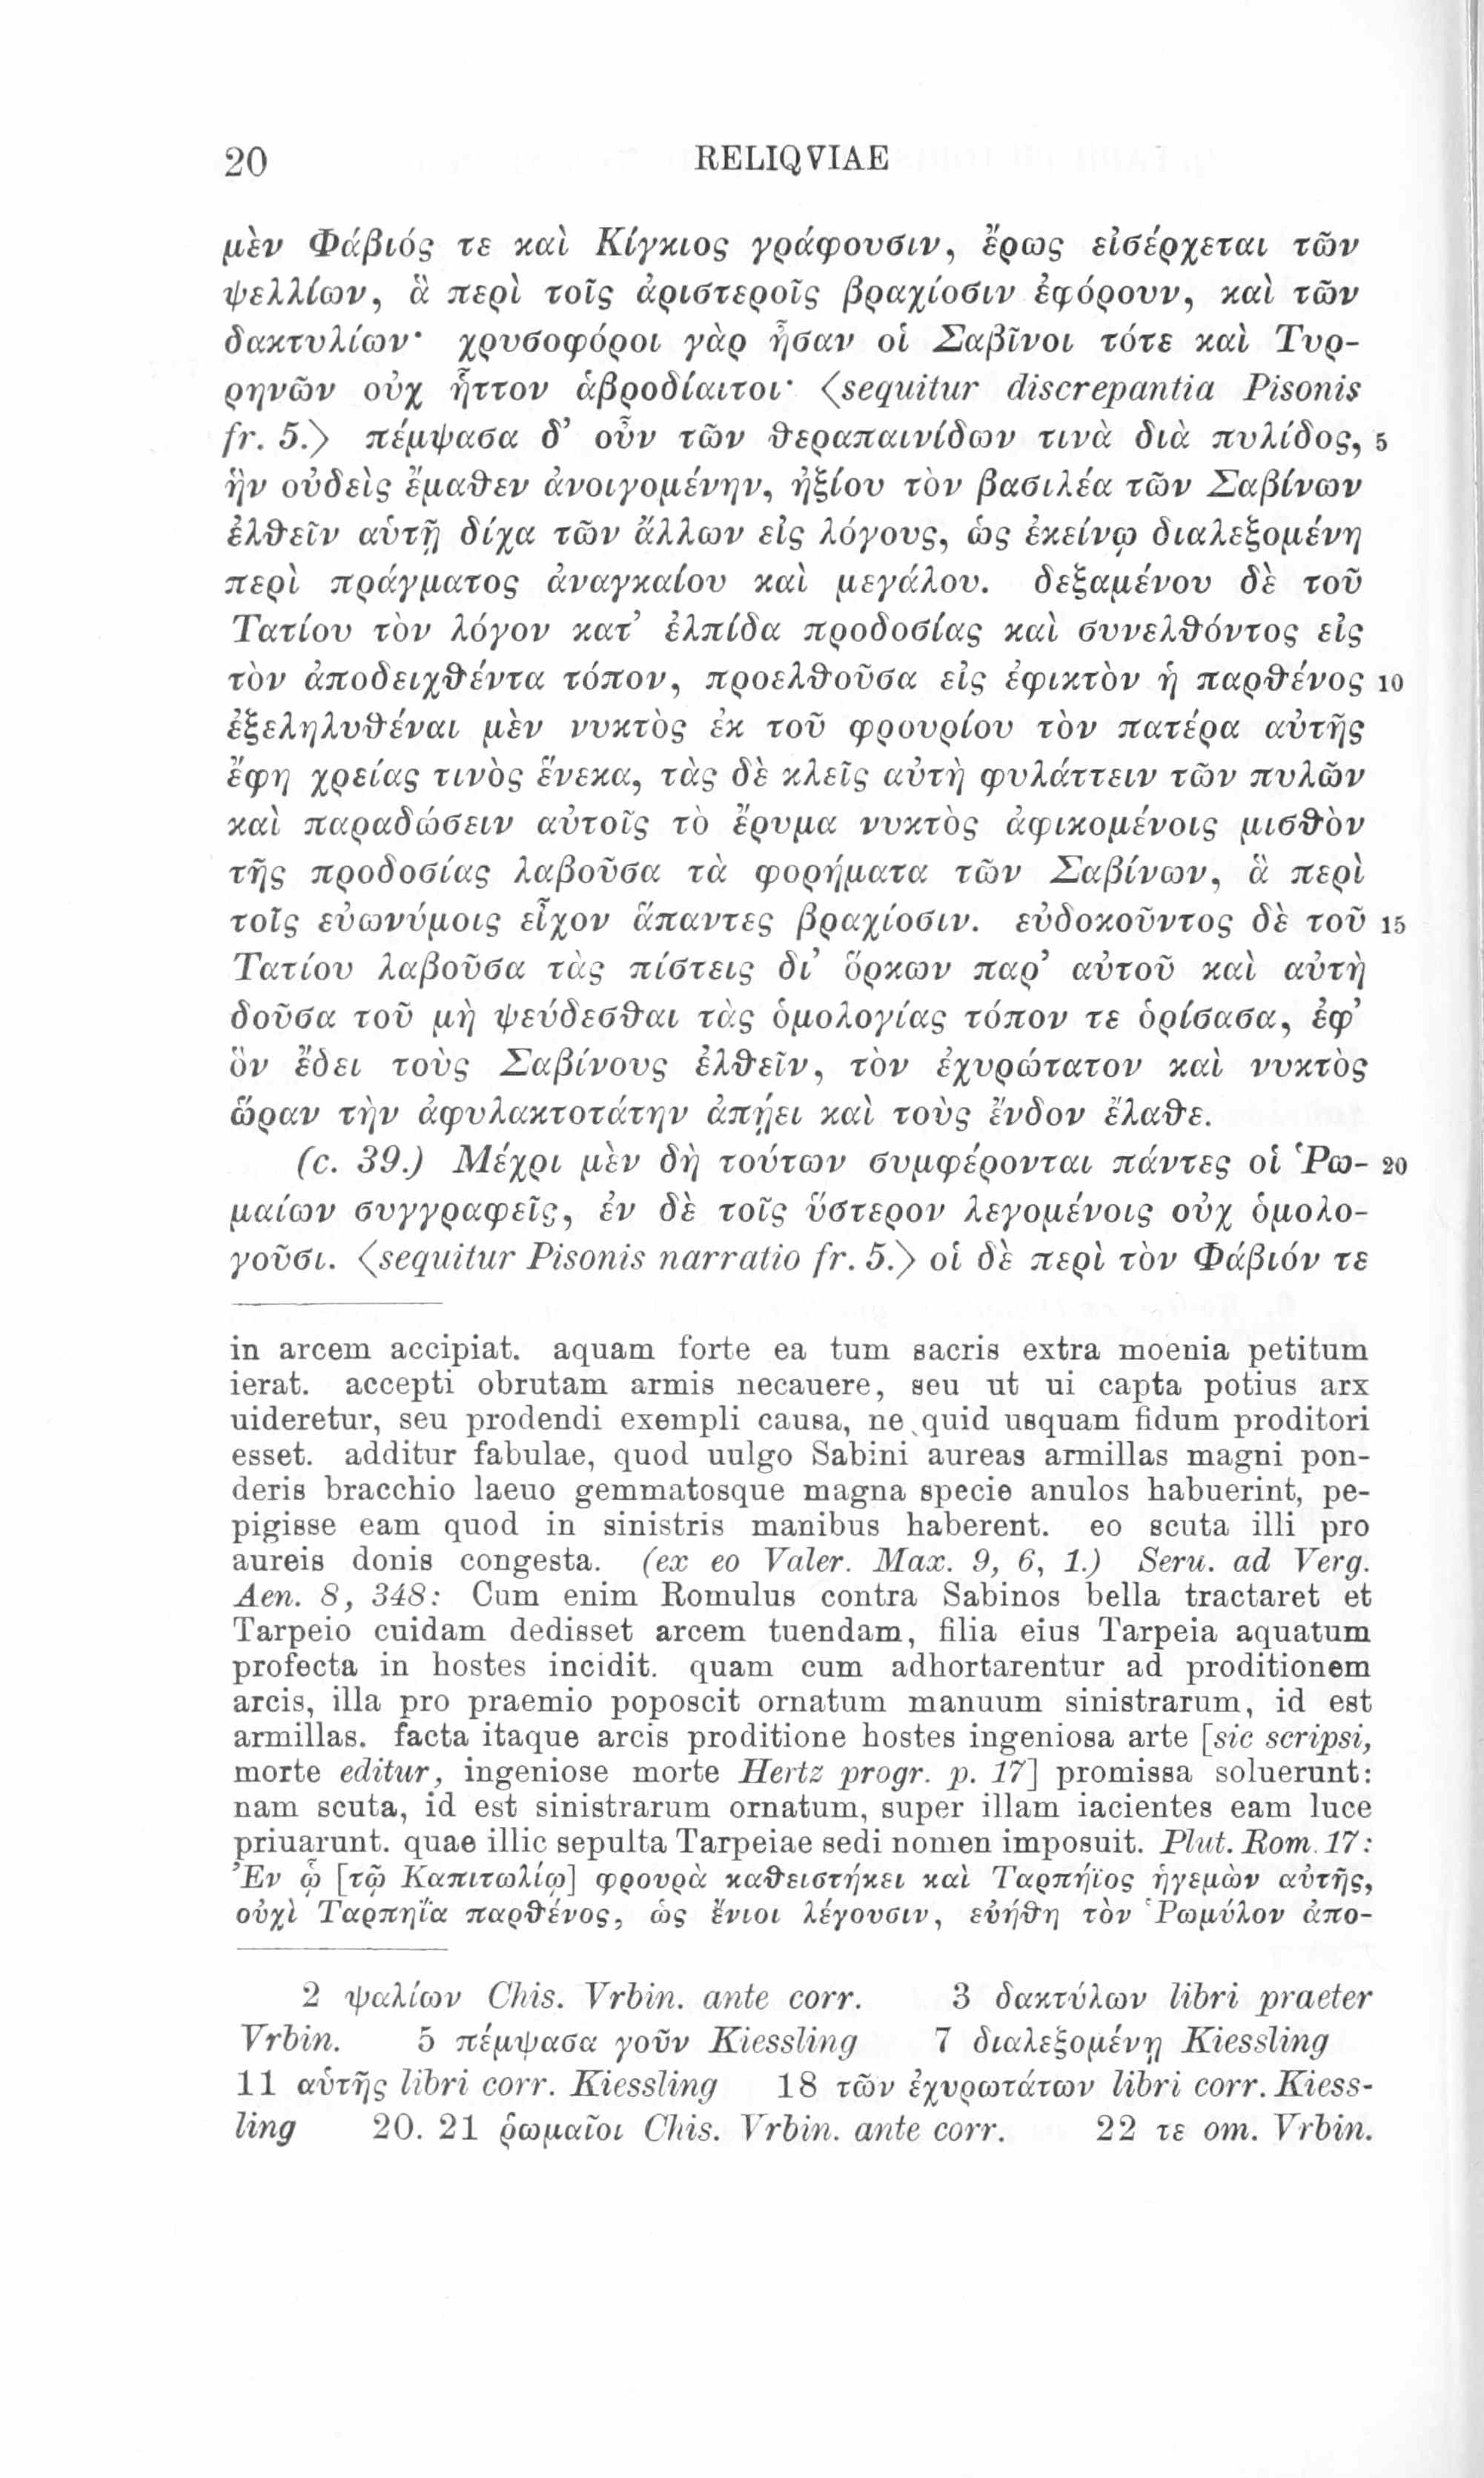 20 RELIQVIAE
μὲν Φάβιός τε καὶ Κίγκιος γράφουσιν, ἔρως εἰσέρχεται τῶν
ψελλίων, ἃ περὶ τοῖς ἀριστεροῖς βραχίοσιν ἐφόρουν, καὶ τῶν
δακτυλίων· χρυσοφόροι γὰρ ἦσαν οἱ Σαβῖνοι τότε καὶ Τυρ-
ρηνῶν οὐχ ἧττον ἁβροδίαιτοι· ⟨sequitur discrepantia Pisonis
fr. 5.⟩ πέμψασα δ’ οὖν τῶν θεραπαινίδων τινὰ διὰ πυλίδος, 5
ἣν οὐδεὶς ἔμαθεν ἀνοιγομένην, ἠξίου τὸν βασιλέα τῶν Σαβίνων
ἐλθεῖν αὑτῇ δίχα τῶν ἄλλων εἰς λόγους, ὡς ἐκείνῳ διαλεξομένη
περὶ πράγματος ἀναγκαίου καὶ μεγάλου. δεξαμένου δὲ τοῦ
Τατίου τὸν λόγον κατ’ ἐλπίδα προδοσίας καὶ συνελθόντος εἰς
τὸν ἀποδειχθέντα τόπον, προελθοῦσα εἰς ἐφικτὸν ἡ παρθένος 10
ἐξεληλυθέναι μὲν νυκτὸς ἐκ τοῦ φρουρίου τὸν πατέρα αὐτῆς
ἔφη χρείας τινὸς ἕνεκα, τὰς δὲ κλεῖς αὐτὴ φυλάττειν τῶν πυλῶν
καὶ παραδώσειν αὐτοῖς τὸ ἔρυμα νυκτὸς ἀφικομένοις μισθὸν
τῆς προδοσίας λαβοῦσα τὰ φορήματα τῶν Σαβίνων, ἃ περὶ
τοῖς εὐωνύμοις εἶχον ἅπαντες βραχίοσιν. εὐδοκοῦντος δὲ τοῦ 15
Τατίου λαβοῦσα τὰς πίστεις δι’ ὅρκων παρ’ αὐτοῦ καὶ αὐτὴ
δοῦσα τοῦ μὴ ψεύδεσθαι τὰς ὁμολογίας τόπον τε ὁρίσασα, ἐφ’
ὃν ἔδει τοὺς Σαβίνους ἐλθεῖν, τὸν ἐχυρώτατον καὶ νυκτὸς
ὥραν τὴν ἀφυλακτοτάτην ἀπῄει καὶ τοὺς ἔνδον ἔλαθε.
(c. 39.) Μέχρι μὲν δὴ τούτων συμφέρονται πάντες οἱ Ῥω- 20
μαίων συγγραφεῖς, ἐν δὲ τοῖς ὕστερον λεγομένοις οὐχ ὁμολο-
γοῦσι. ⟨sequitur Pisonis narratio fr. 5.⟩ οἱ δὲ περὶ τὸν Φάβιόν τε
in arcem accipiat. aquam forte ea tum sacris extra moenia petitum
ierat. accepti obrutam armis necauere, seu ut ui capta potius arx
uideretur, seu prodendi exempli causa, ne quid usquam fidum proditori
esset. additur fabulae, quod uulgo Sabini aureas armillas magni pon-
deris bracchio laeuo gemmatosque magna specie anulos habuerint, pe-
pigisse eam quod in sinistris manibus haberent. eo scuta illi pro
aureis donis congesta. (ex eo Valer. Max. 9, 6, 1.) Seru. ad Verg.
Aen. 8, 348: Cum enim Romulus contra Sabinos bella tractaret et
Tarpeio cuidam dedisset arcem tuendam, filia eius Tarpeia aquatum
profecta in hostes incidit. quam cum adhortarentur ad proditionem
arcis, illa pro praemio poposcit ornatum manuum sinistrarum, id est
armillas. facta itaque arcis proditione hostes ingeniosa arte [sic scripsi,
morte editur, ingeniose morte Hertz progr. p. 17] promissa soluerunt:
nam scuta, id est sinistrarum ornatum, super illam iacientes eam luce
priuarunt. quae illic sepulta Tarpeiae sedi nomen imposuit. Plut. Rom. 17:
Ἐν ᾧ [τῷ Καπιτωλίῳ] φρουρὰ καθειστήκει καὶ Ταρπήϊος ἡγεμὼν αὐτῆς,
οὐχὶ Ταρπηΐα παρθένος, ὡς ἔνιοι λέγουσιν, εὐήθη τὸν Ῥωμύλον ἀπο-
2 ψαλίων Chis. Vrbin. ante corr. 3 δακτύλων libri praeter
Vrbin. 5 πέμψασα γοῦν Kiessling 7 διαλεξομένῃ Kiessling
11 αὑτῆς libri corr. Kiessling 18 τῶν ἐχυρωτάτων libri corr. Kiess-
ling 20. 21 ῥωμαῖοι Chis. Vrbin. ante corr. 22 τε om. Vrbin.